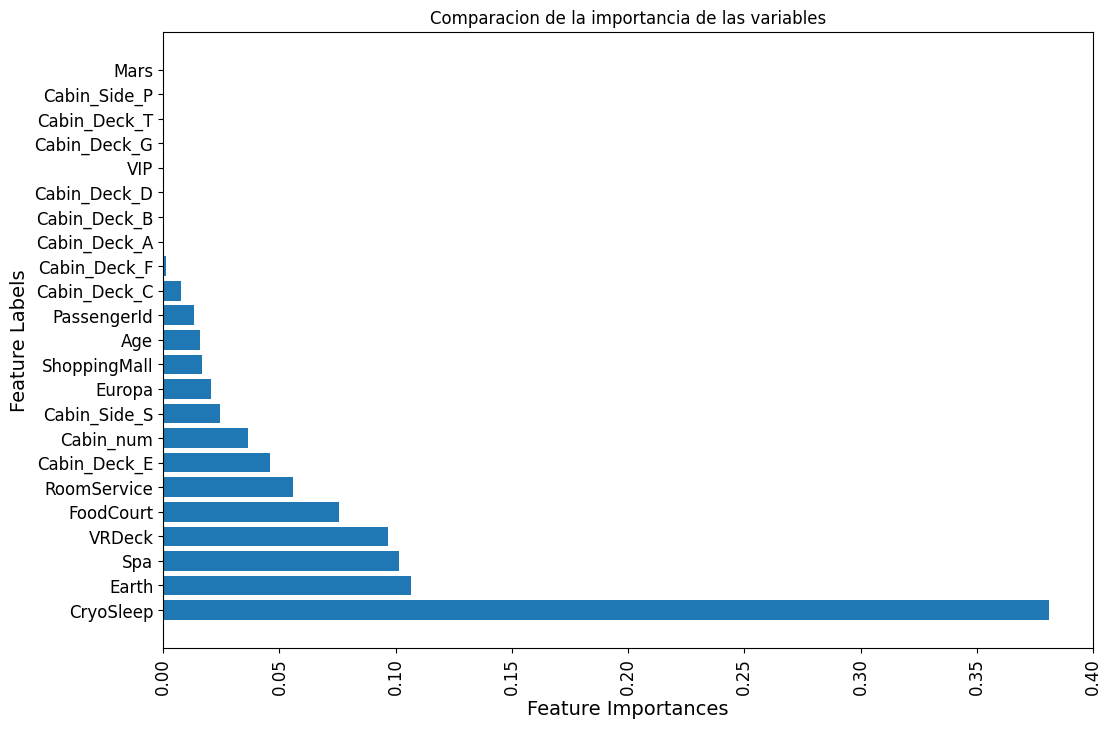 Comparacion de la importancia de las variables
Mars
Cabin_Side_P
Cabin_Deck_T
Cabin_Deck_G
VIP
Cabin_Deck_D
Cabin_Deck_B
Cabin_Deck_A
Cabin_Deck_F
Cabin_Deck_C
PassengerId
Age
ShoppingMall
Europa
Cabin_Side_S
Cabin_num
Cabin_Deck_E
RoomService
FoodCourt
VRDeck
Spa
Earth
CryoSleep
Feature Labels
0.00
0.05
0.10
0.15
0.20
0.25
0.30
0.35
0.40
Feature Importances